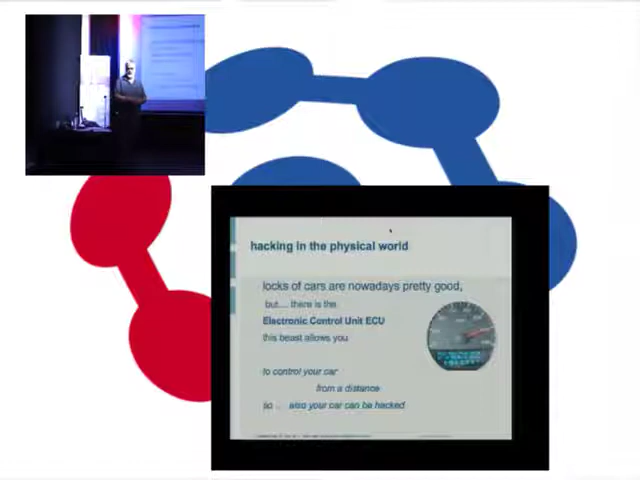 hacking in the physical world
locks of cars are nowadays pretty good,
but.... there is the
Electronic Control Unit ECU
this beast allows you
to control your car
from a distance
so ... also your car can be hacked